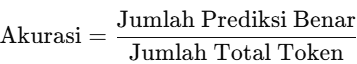 Akurasi = Jumlah Prediksi Benar
Jumlah Total Token